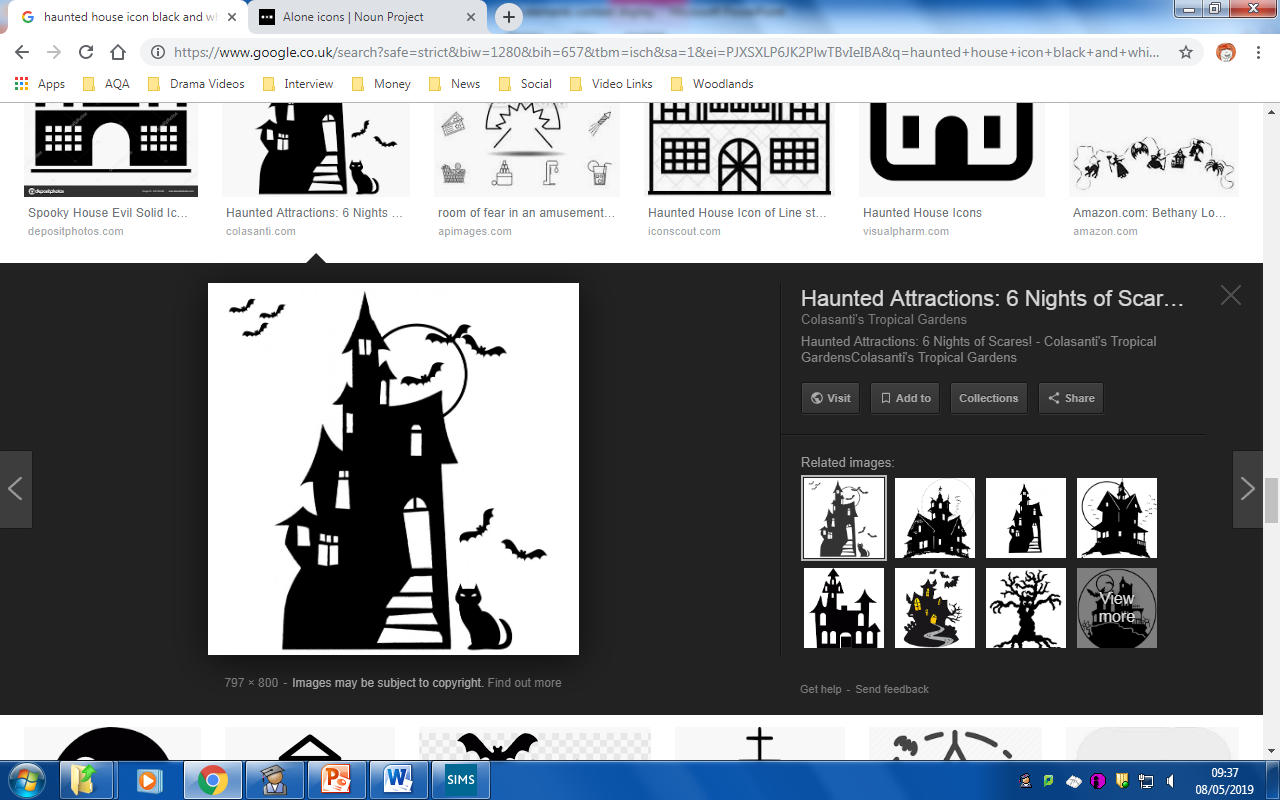 haunted house icon black and wh
Alone icons | Noun Project
https://www.google.co.uk/search?safe=strict&biw=1280&bih=657&tbm=isch&sa=1&ei=PJXSXLP6JK2PlwTBvIeIBA&q=haunted+house+icon+black+and+whi...
Apps AQA Drama Videos Interview Money News Social Video Links Woodlands
depositphotos
Spooky House Evil Solid Ic... Haunted Attractions: 6 Nights ... room of fear in an amusement... Haunted House Icon of Line st... Haunted House Icons Amazon.com: Bethany Lo...
depositphotos.com colasanti.com apimages.com iconscout.com visualpharm.com amazon.com
Haunted Attractions: 6 Nights of Scar...
Colasanti's Tropical Gardens
Haunted Attractions: 6 Nights of Scares! - Colasanti's Tropical
GardensColasanti's Tropical Gardens
Visit Add to Collections Share
Related images:
View
more
797 × 800 - Images may be subject to copyright. Find out more
Get help - Send feedback
SIMS
09:37
08/05/2019